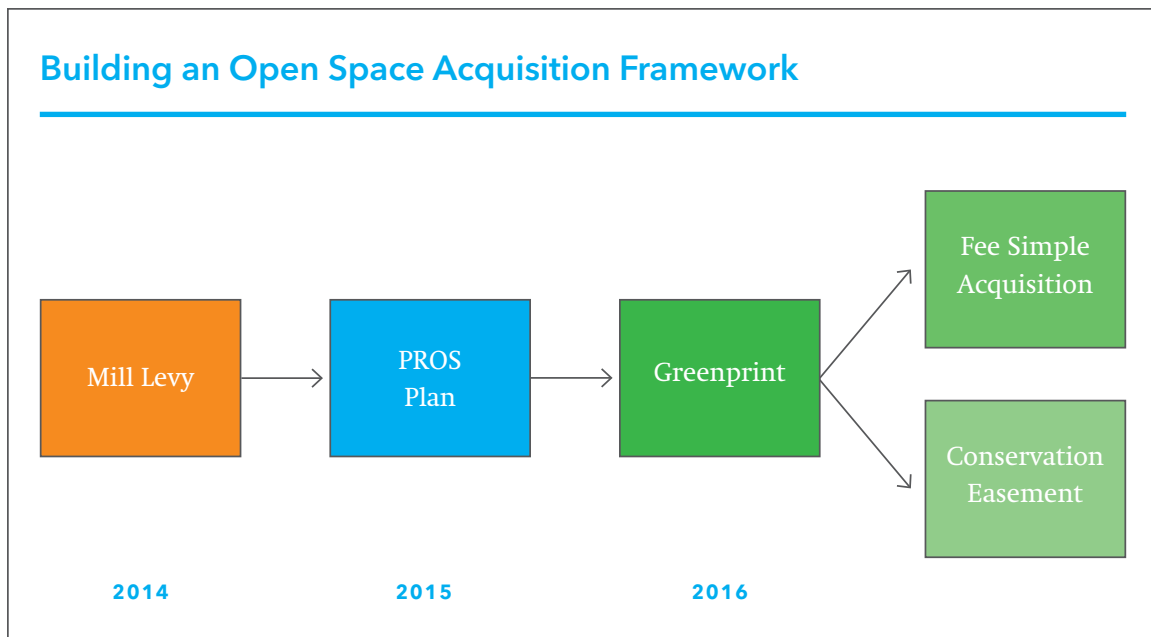 Building an Open Space Acquisition Framework
Mill Levy
PROS
Plan
Greenprint
Fee Simple
Acquisition
Conservation
Easement
2014
2015
2016